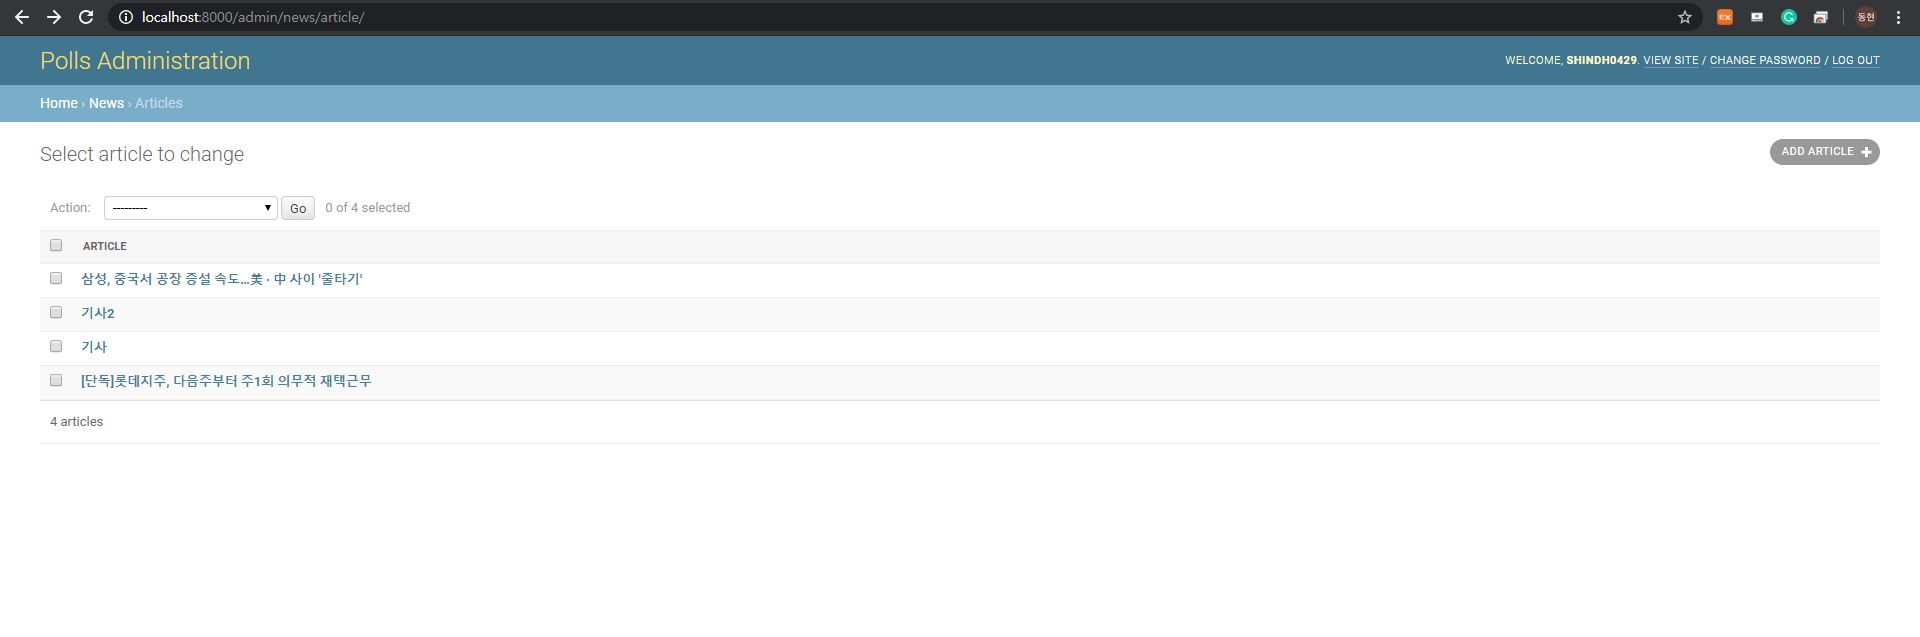 localhost:8000/admin/news/article/
동현
Polls Administration
WELCOME, SHINDH0429. VIEW SITE / CHANGE PASSWORD / LOG OUT
Home › News › Articles
Select article to change
ADD ARTICLE +
Action: --------- Go 0 of 4 selected
ARTICLE
삼성, 중국서 공장 증설 속도…美 · 中 사이 '줄타기'
기사2
기사
[단독]롯데지주, 다음주부터 주1회 의무적 재택근무
4 articles